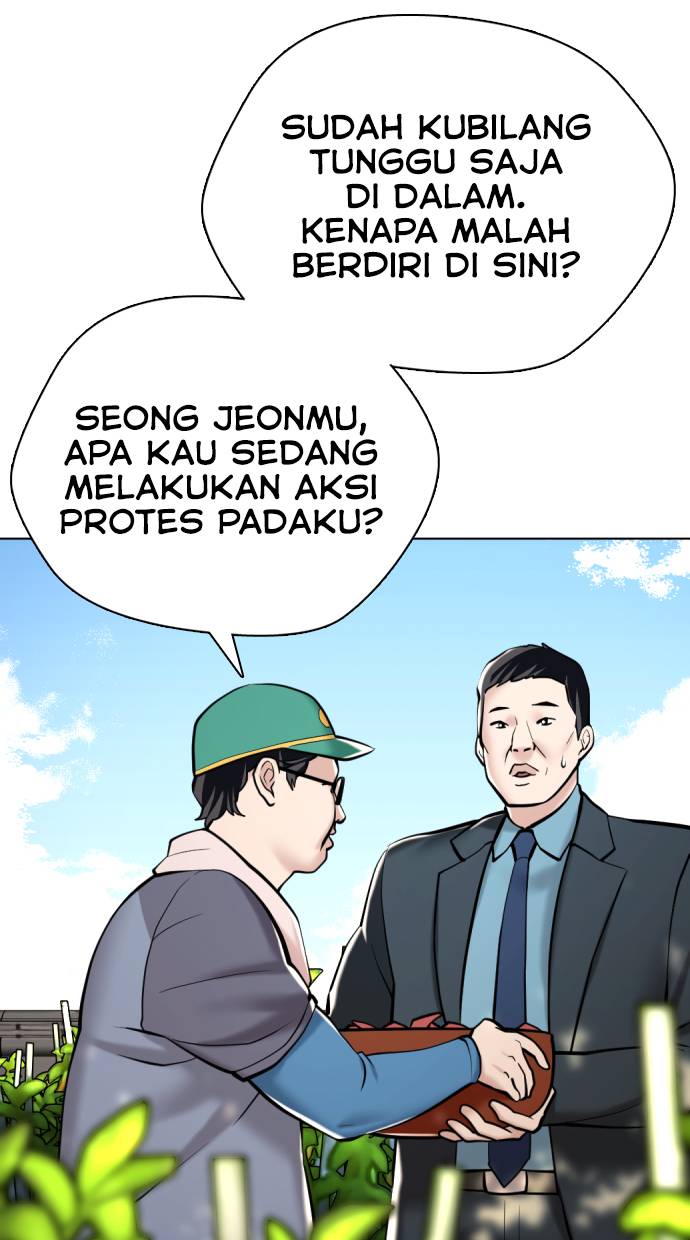 SUDAH KUBILANG
TUNGGU SAJA
DI DALAM.
KENAPA MALAH
BERDIRI DI SINI?
SEONG JEONMU,
APA KAU SEDANG
MELAKUKAN AKSI
PROTES PADAKU?